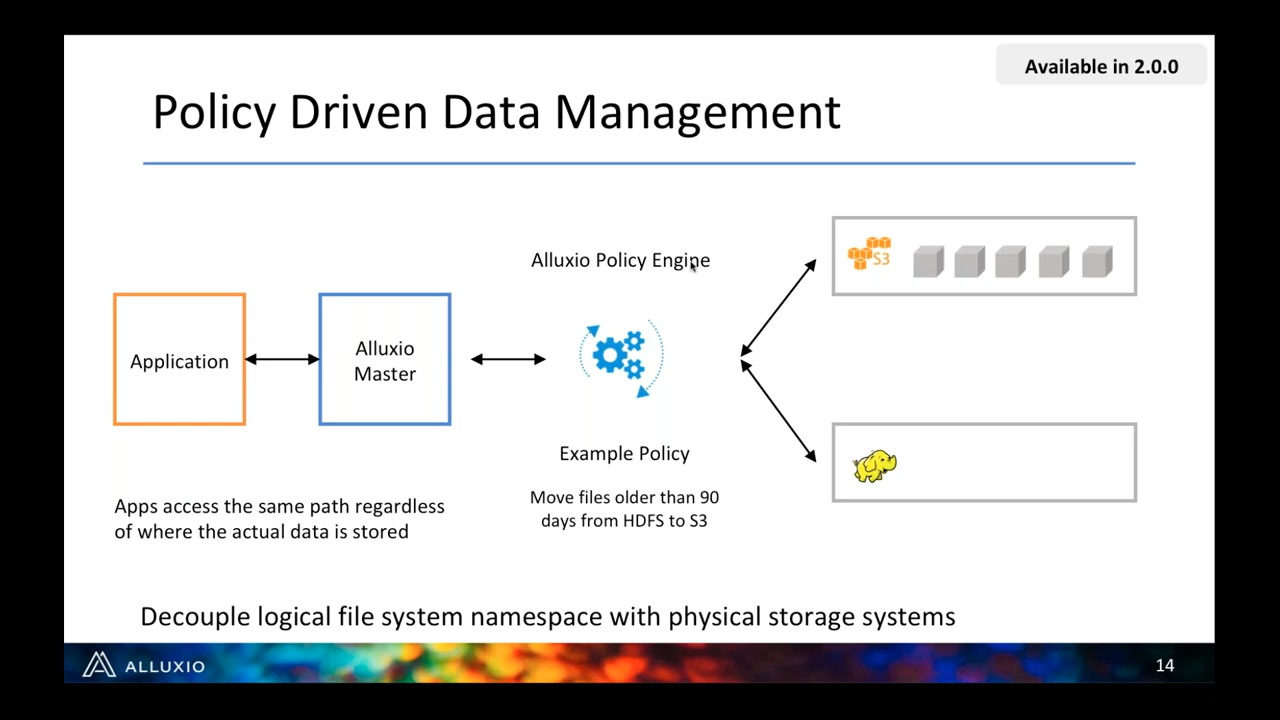 Available in 2.0.0
Policy Driven Data Management
Alluxio Policy Engine
S3
Application
Alluxio
Master
Example Policy
Move files older than 90
days from HDFS to S3
Apps access the same path regardless
of where the actual data is stored
Decouple logical file system namespace with physical storage systems
ALLUXIO
14